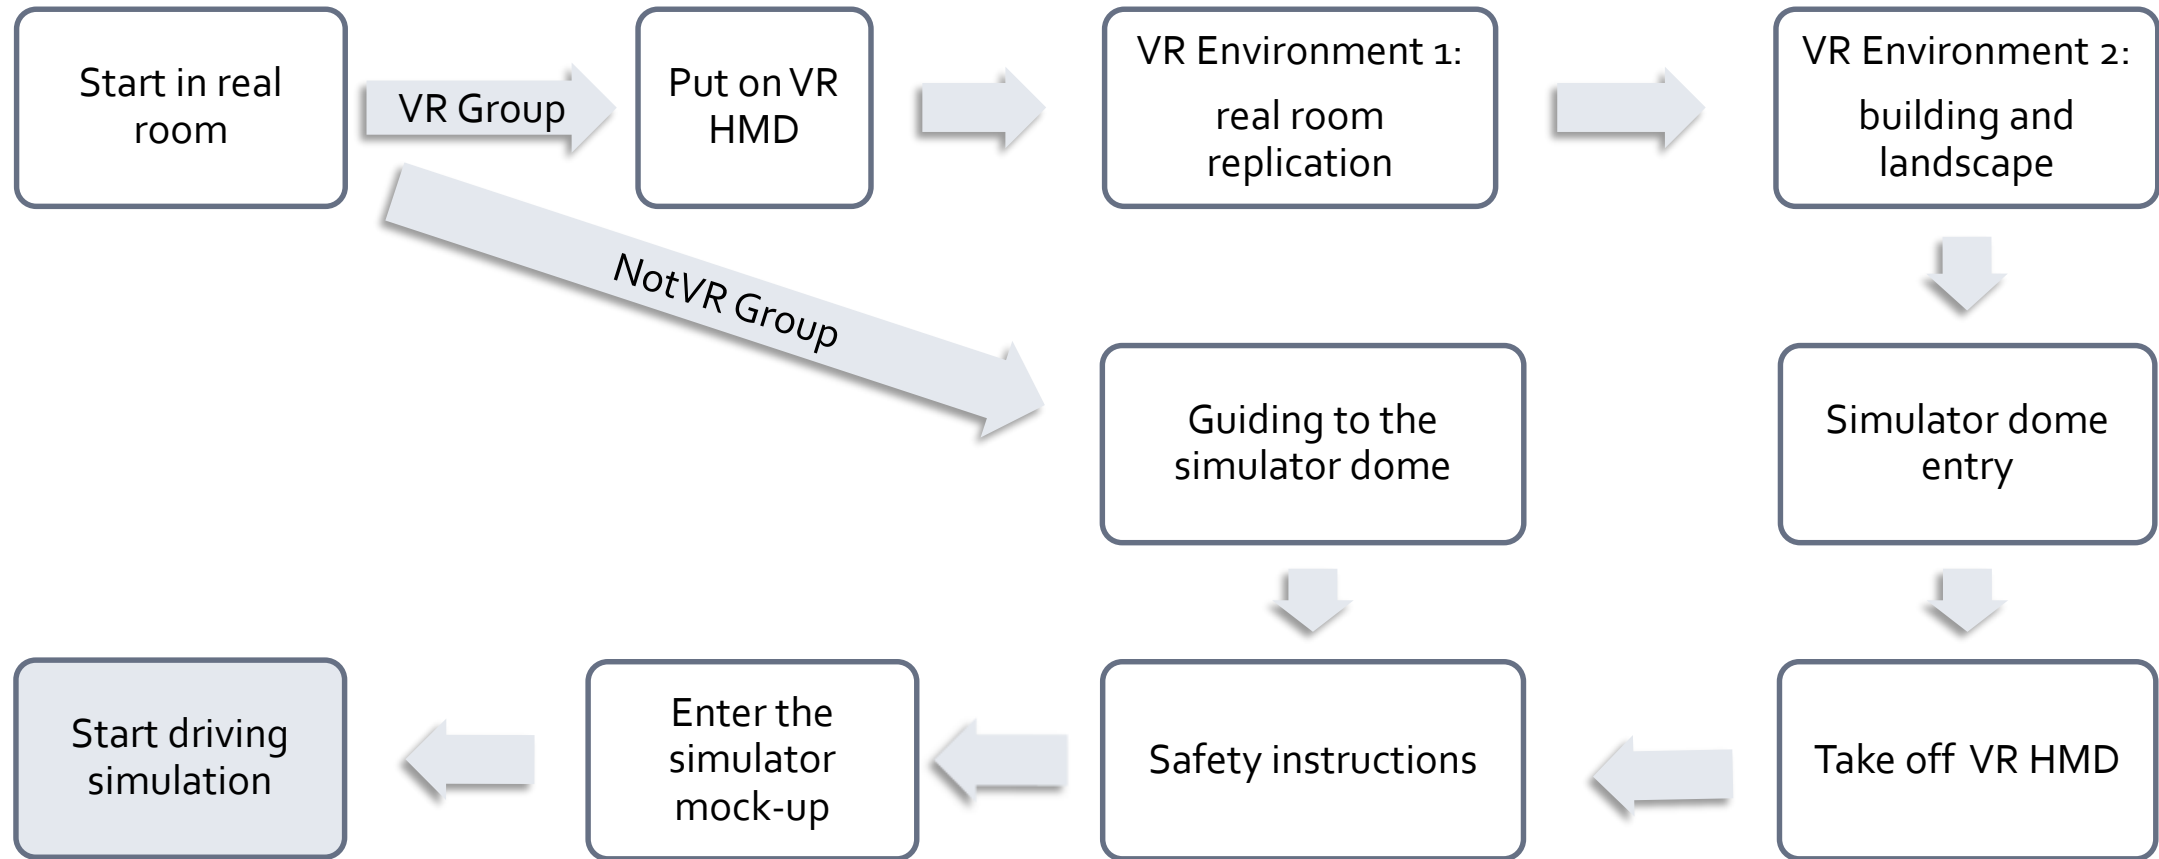 Start in real
room
VR Group
Put on VR
HMD
VR Environment 1:
real room
replication
VR Environment 2:
building and
landscape
NotVR Group
Guiding to the
simulator dome
Simulator dome
entry
Start driving
simulation
Enter the
simulator
mock-up
Safety instructions
Take off VR HMD